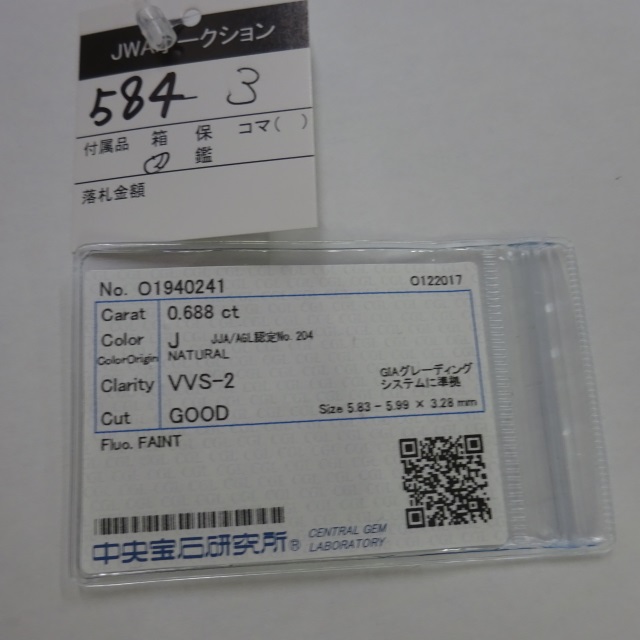 JWAオークション
584 3
付属品 箱 保 コマ( )
鑑
落札金額
No. O1940241 O122017
Carat 0.688 ct
Color J JJA/AGL認定No. 204
ColorOrigin NATURAL
Clarity VVS-2 GIAグレーディング
システムに準拠
Cut GOOD Size 5.83 - 5.99 × 3.28 mm
Fluo. FAINT
中央宝石研究所® CENTRAL GEM
LABORATORY